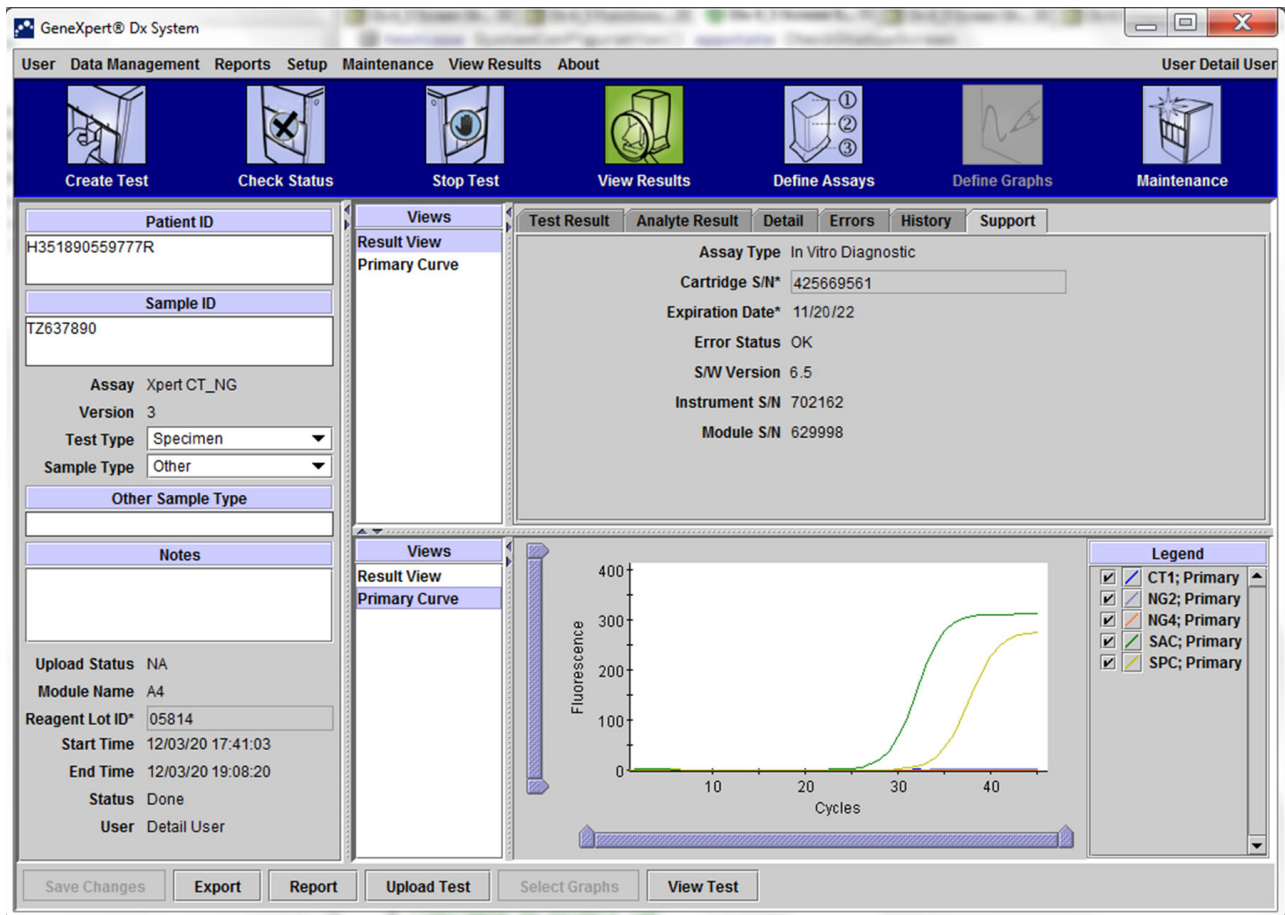 GeneXpert® Dx System
User Data Management Reports Setup Maintenance View Results About User Detail User
Create Test Check Status Stop Test View Results Define Assays Define Graphs Maintenance
Patient ID
H351890559777R
Sample ID
TZ637890
Assay Xpert CT_NG
Version 3
Test Type Specimen
Sample Type Other
Other Sample Type
Notes
Upload Status NA
Module Name A4
Reagent Lot ID* 05814
Start Time 12/03/20 17:41:03
End Time 12/03/20 19:08:20
Status Done
User Detail User
Views
Result View
Primary Curve
Test Result Analyte Result Detail Errors History Support
Assay Type In Vitro Diagnostic
Cartridge S/N* 425669561
Expiration Date* 11/20/22
Error Status OK
S/W Version 6.5
Instrument S/N 702162
Module S/N 629998
Views
Result View
Primary Curve
Fluorescence
400
300
200
100
0
10 20 30 40
Cycles
Legend
CT1; Primary
NG2; Primary
NG4; Primary
SAC; Primary
SPC; Primary
Save Changes Export Report Upload Test Select Graphs View Test